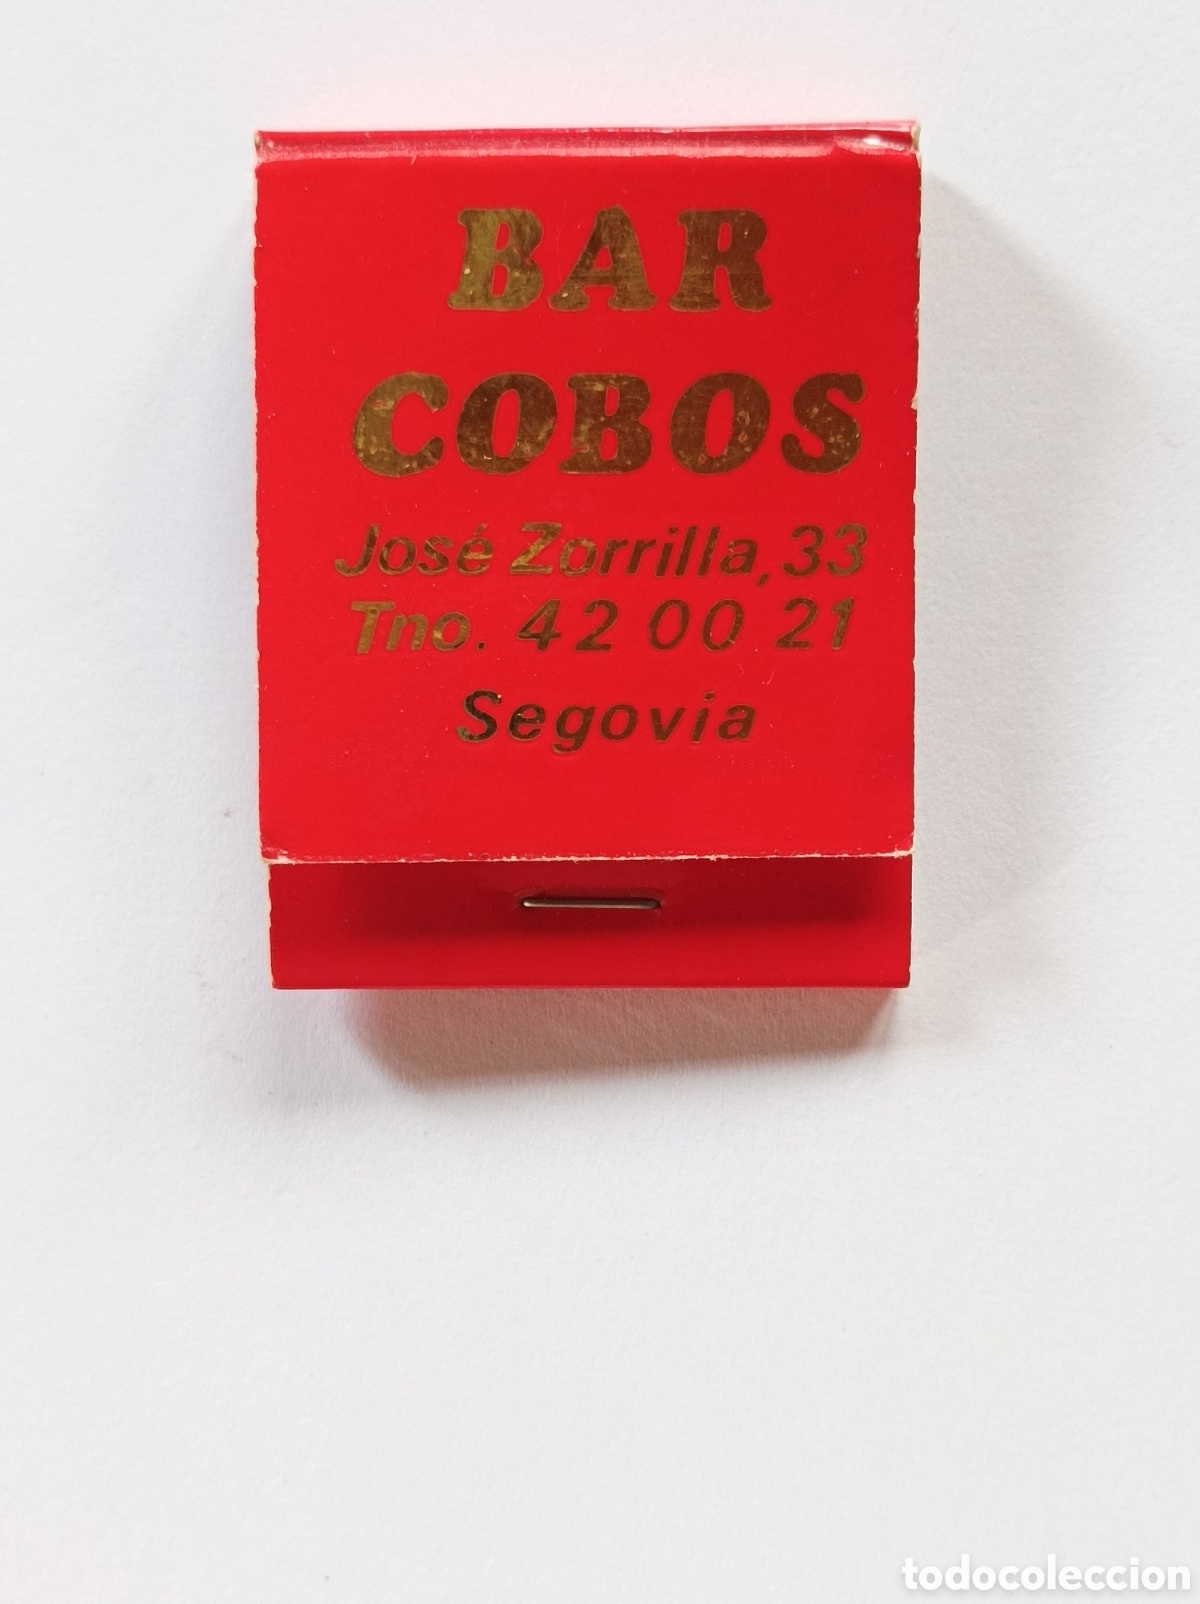 BAR
COBOS
José Zorrilla, 33
Tno. 42 00 21
Segovia
todocoleccion